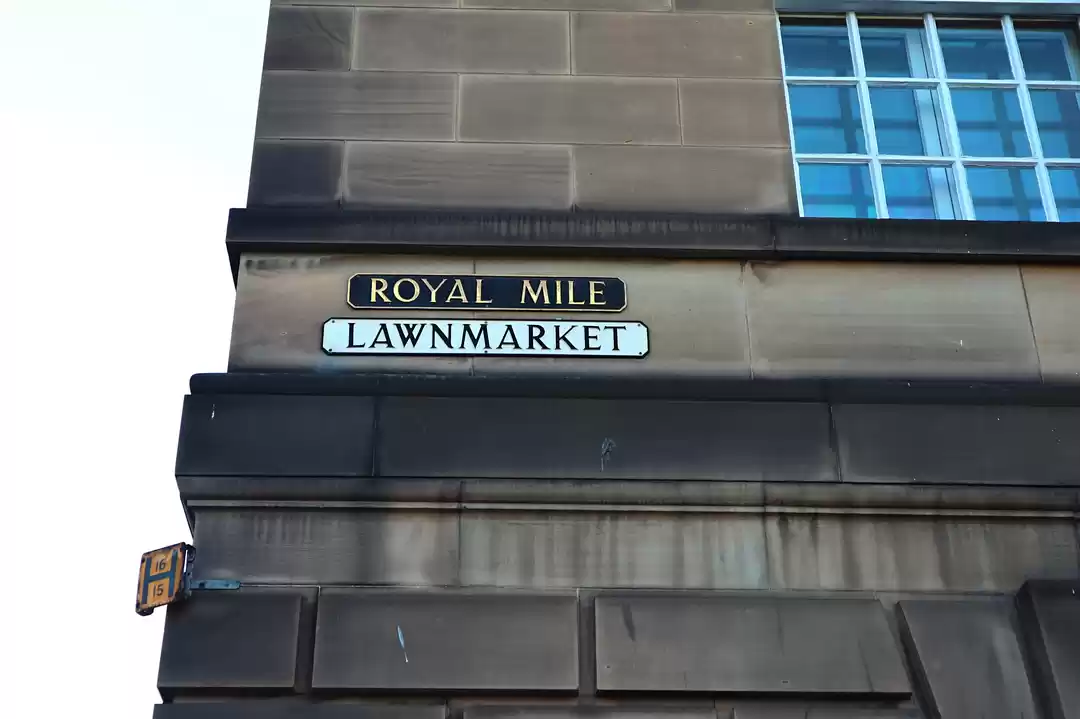 ROYAL MILE
LAWNMARKET
16
H
15